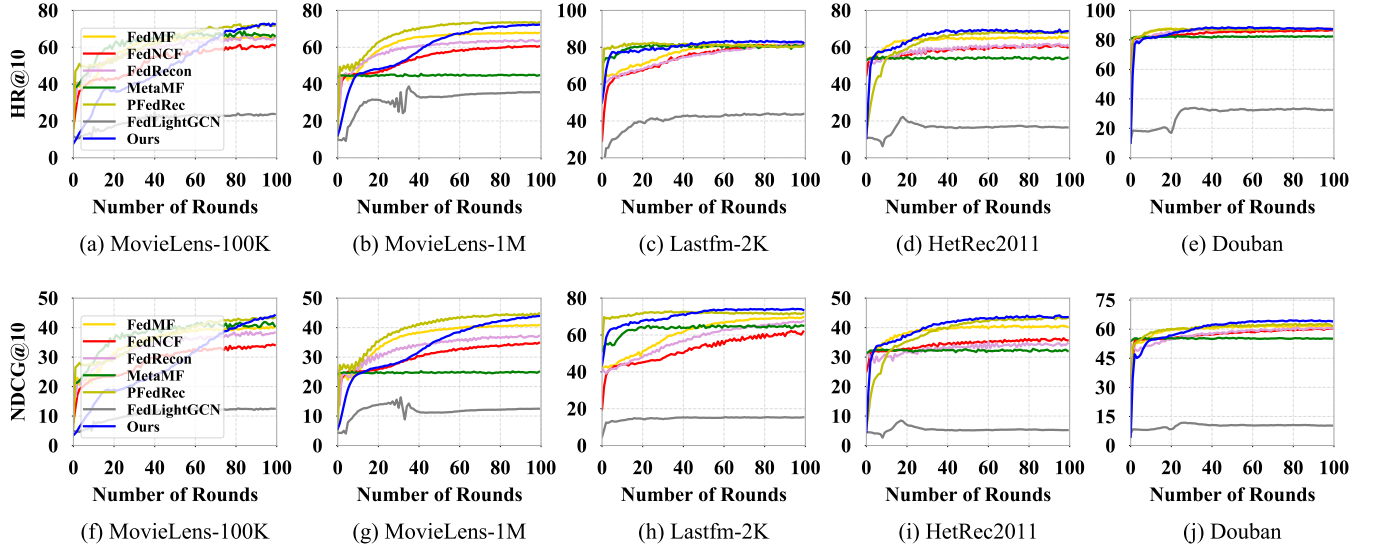 HR@10
80
60
40
20
0
0 20 40 60 80 100
Number of Rounds
(a) MovieLens-100K
FedMF
FedNCF
FedRecon
MetaMF
PFedRec
FedLightGCN
Ours
80
60
40
20
0
0 20 40 60 80 100
Number of Rounds
(b) MovieLens-1M
100
80
60
40
20
0 20 40 60 80 100
Number of Rounds
(c) Lastfm-2K
80
60
40
20
0
0 20 40 60 80 100
Number of Rounds
(d) HetRec2011
100
80
60
40
20
0
0 20 40 60 80 100
Number of Rounds
(e) Douban
NDCG@10
50
40
30
20
10
0
0 20 40 60 80 100
Number of Rounds
(f) MovieLens-100K
FedMF
FedNCF
FedRecon
MetaMF
PFedRec
FedLightGCN
Ours
50
40
30
20
10
0
0 20 40 60 80 100
Number of Rounds
(g) MovieLens-1M
80
60
40
20
0
0 20 40 60 80 100
Number of Rounds
(h) Lastfm-2K
50
40
30
20
10
0
0 20 40 60 80 100
Number of Rounds
(i) HetRec2011
75
60
45
30
15
0
0 20 40 60 80 100
Number of Rounds
(j) Douban